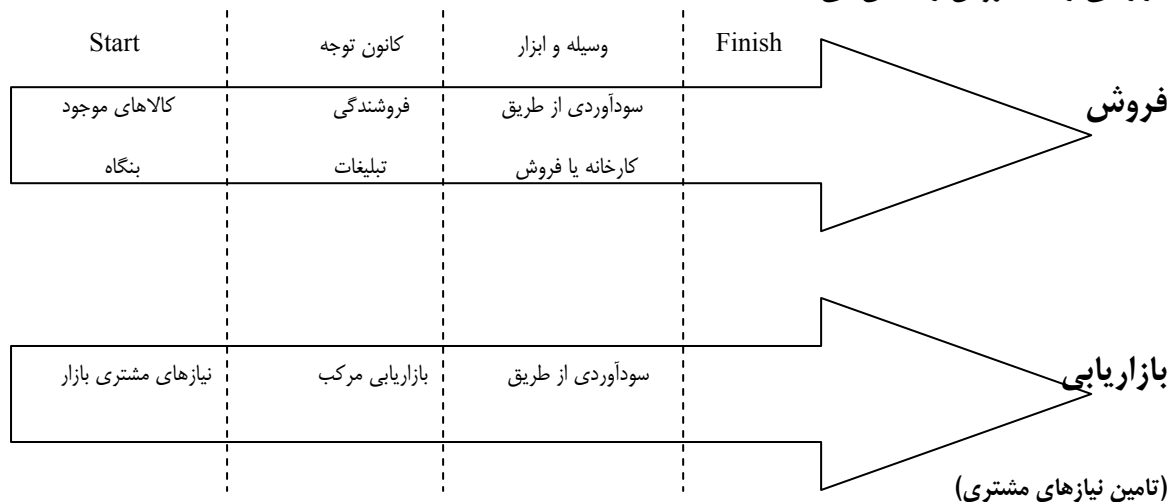 Start کانون توجه وسیله و ابزار Finish
کالاهای موجود فروشندگی سودآوردی از طریق فروش
بنگاه تبلیغات کارخانه یا فروش
نیازهای مشتری بازار بازاریابی مرکب سودآوردی از طریق بازاریابی
(تامین نیازهای مشتری)